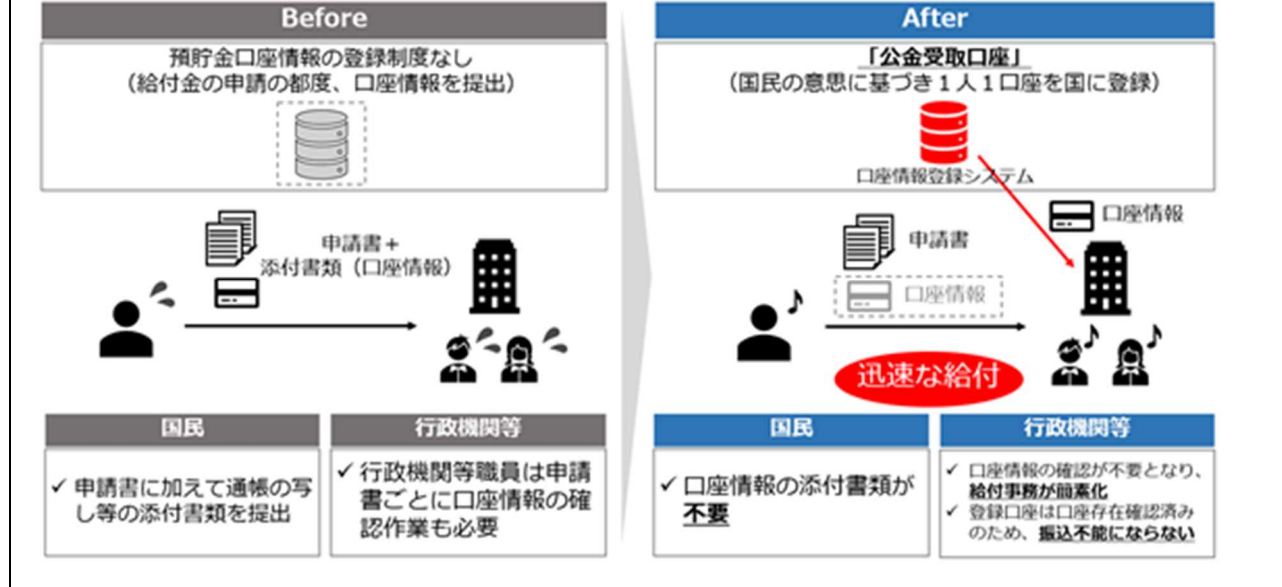 Before
預貯金口座情報の登録制度なし
（給付金の申請の都度、口座情報を提出）
申請書＋
添付書類（口座情報）
国民
✓ 申請書に加えて通帳の写
し等の添付書類を提出
行政機関等
✓ 行政機関等職員は申請
書ごとに口座情報の確
認作業も必要
After
「公金受取口座」
（国民の意思に基づき１人１口座を国に登録）
口座情報登録システム
口座情報
申請書
口座情報
迅速な給付
国民
✓ 口座情報の添付書類が
不要
行政機関等
✓ 口座情報の確認が不要となり、
給付事務が簡素化
✓ 登録口座は口座存在確認済み
のため、振込不能にならない